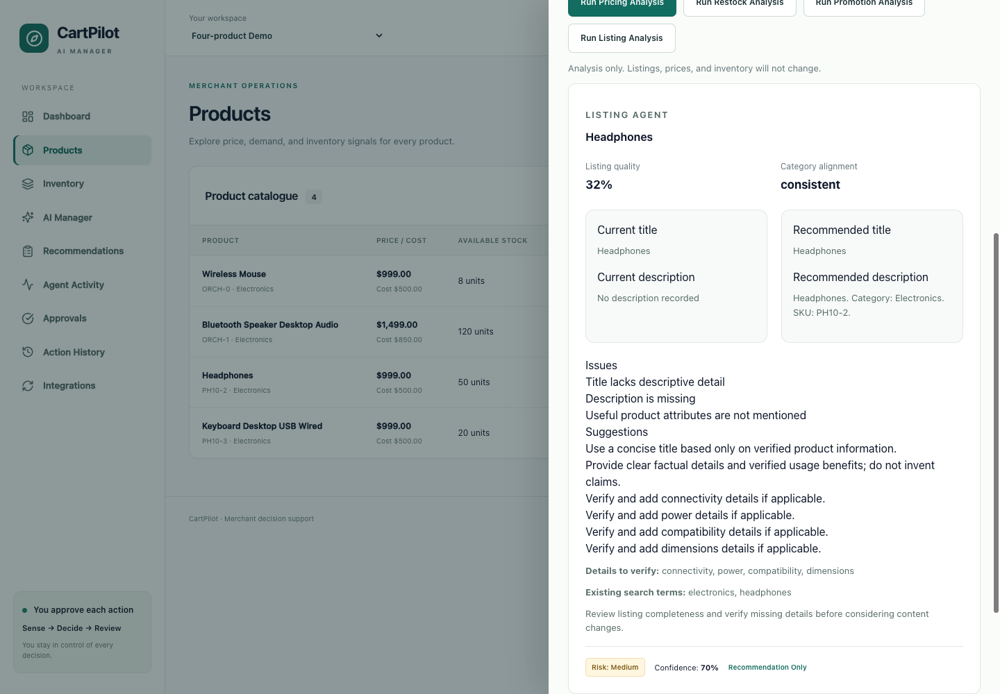 CartPilot
AI MANAGER
WORKSPACE
Dashboard
Products
Inventory
AI Manager
Recommendations
Agent Activity
Approvals
Action History
Integrations
You approve each action
Sense → Decide → Review
You stay in control of every
decision.
Your workspace
Four-product Demo
MERCHANT OPERATIONS
Products
Explore price, demand, and inventory signals for every product.
Product catalogue 4
PRODUCT PRICE / COST AVAILABLE STOCK
Wireless Mouse $999.00 8 units
ORCH-0 · Electronics Cost $500.00
Bluetooth Speaker Desktop Audio $1,499.00 120 units
ORCH-1 · Electronics Cost $850.00
Headphones $999.00 50 units
PH10-2 · Electronics Cost $500.00
Keyboard Desktop USB Wired $999.00 20 units
PH10-3 · Electronics Cost $500.00
CartPilot · Merchant decision support
Run Pricing Analysis Run Restock Analysis Run Promotion Analysis
Run Listing Analysis
Analysis only. Listings, prices, and inventory will not change.
LISTING AGENT
Headphones
Listing quality Category alignment
32% consistent
Current title
Headphones
Current description
No description recorded
Recommended title
Headphones
Recommended description
Headphones. Category: Electronics.
SKU: PH10-2.
Issues
Title lacks descriptive detail
Description is missing
Useful product attributes are not mentioned
Suggestions
Use a concise title based only on verified product information.
Provide clear factual details and verified usage benefits; do not invent
claims.
Verify and add connectivity details if applicable.
Verify and add power details if applicable.
Verify and add compatibility details if applicable.
Verify and add dimensions details if applicable.
Details to verify: connectivity, power, compatibility, dimensions
Existing search terms: electronics, headphones
Review listing completeness and verify missing details before considering content
changes.
Risk: Medium Confidence: 70% Recommendation Only